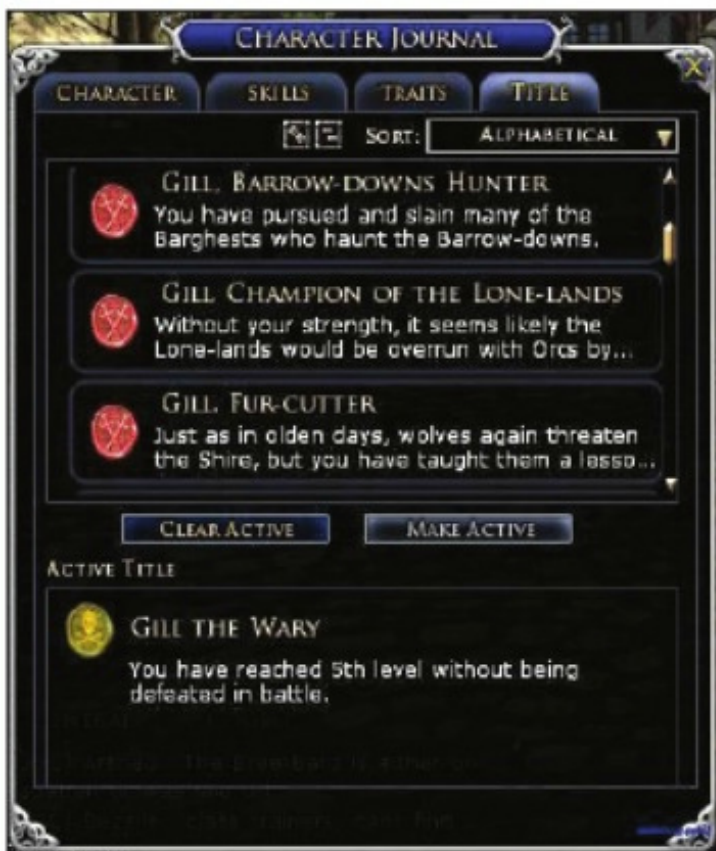 CHARACTER JOURNAL
CHARACTER SKILLS TRAITS TITLE
SORT: ALPHABETICAL
GILL, BARROW-DOWNS HUNTER
You have pursued and slain many of the
Barghests who haunt the Barrow-downs.
GILL CHAMPION OF THE LONE-LANDS
Without your strength, it seems likely the
Lone-lands would be overrun with Orcs by...
GILL, FUR-CUTTER
Just as in olden days, wolves again threaten
the Shire, but you have taught them a lesso...
CLEAR ACTIVE MAKE ACTIVE
ACTIVE TITLE
GILL THE WARY
You have reached 5th level without being
defeated in battle.